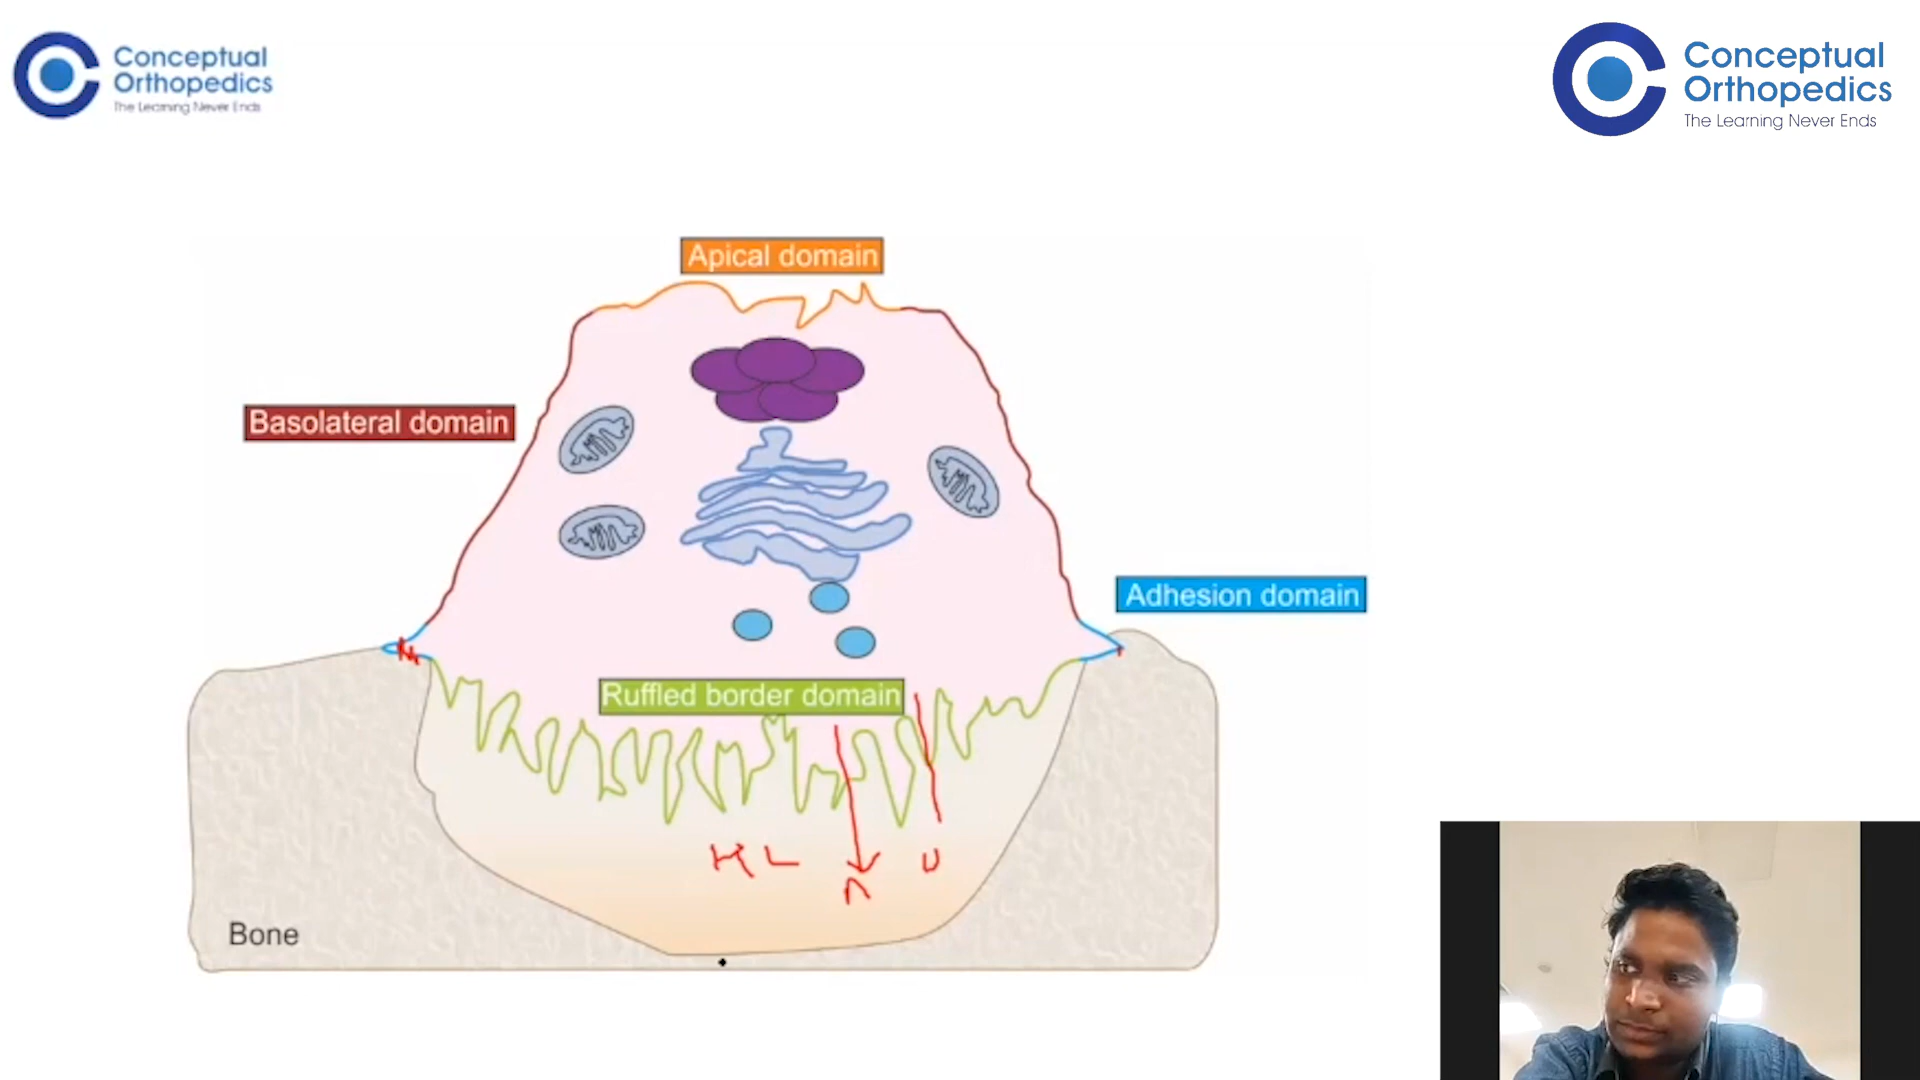 Conceptual
Orthopedics
The Learning Never Ends
Conceptual
Orthopedics
The Learning Never Ends
Apical domain
Basolateral domain
Adhesion domain
Ruffled border domain
H L
Bone